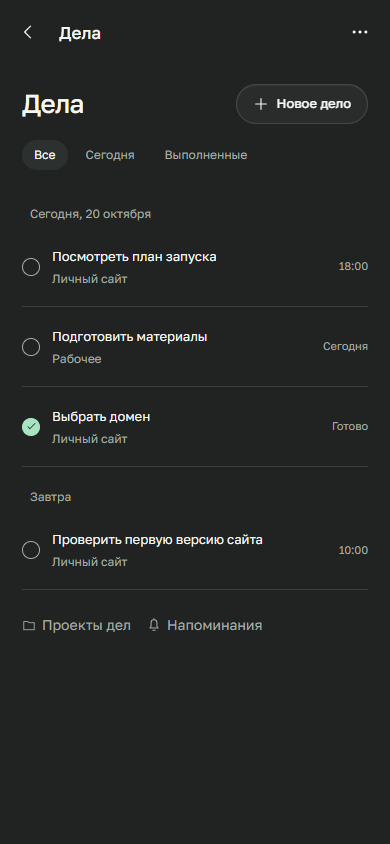 Дела
Дела
Новое дело
Все Сегодня Выполненные
Сегодня, 20 октября
Посмотреть план запуска
Личный сайт
18:00
Подготовить материалы
Рабочее
Сегодня
Выбрать домен
Личный сайт
Готово
Завтра
Проверить первую версию сайта
Личный сайт
10:00
Проекты дел Напоминания